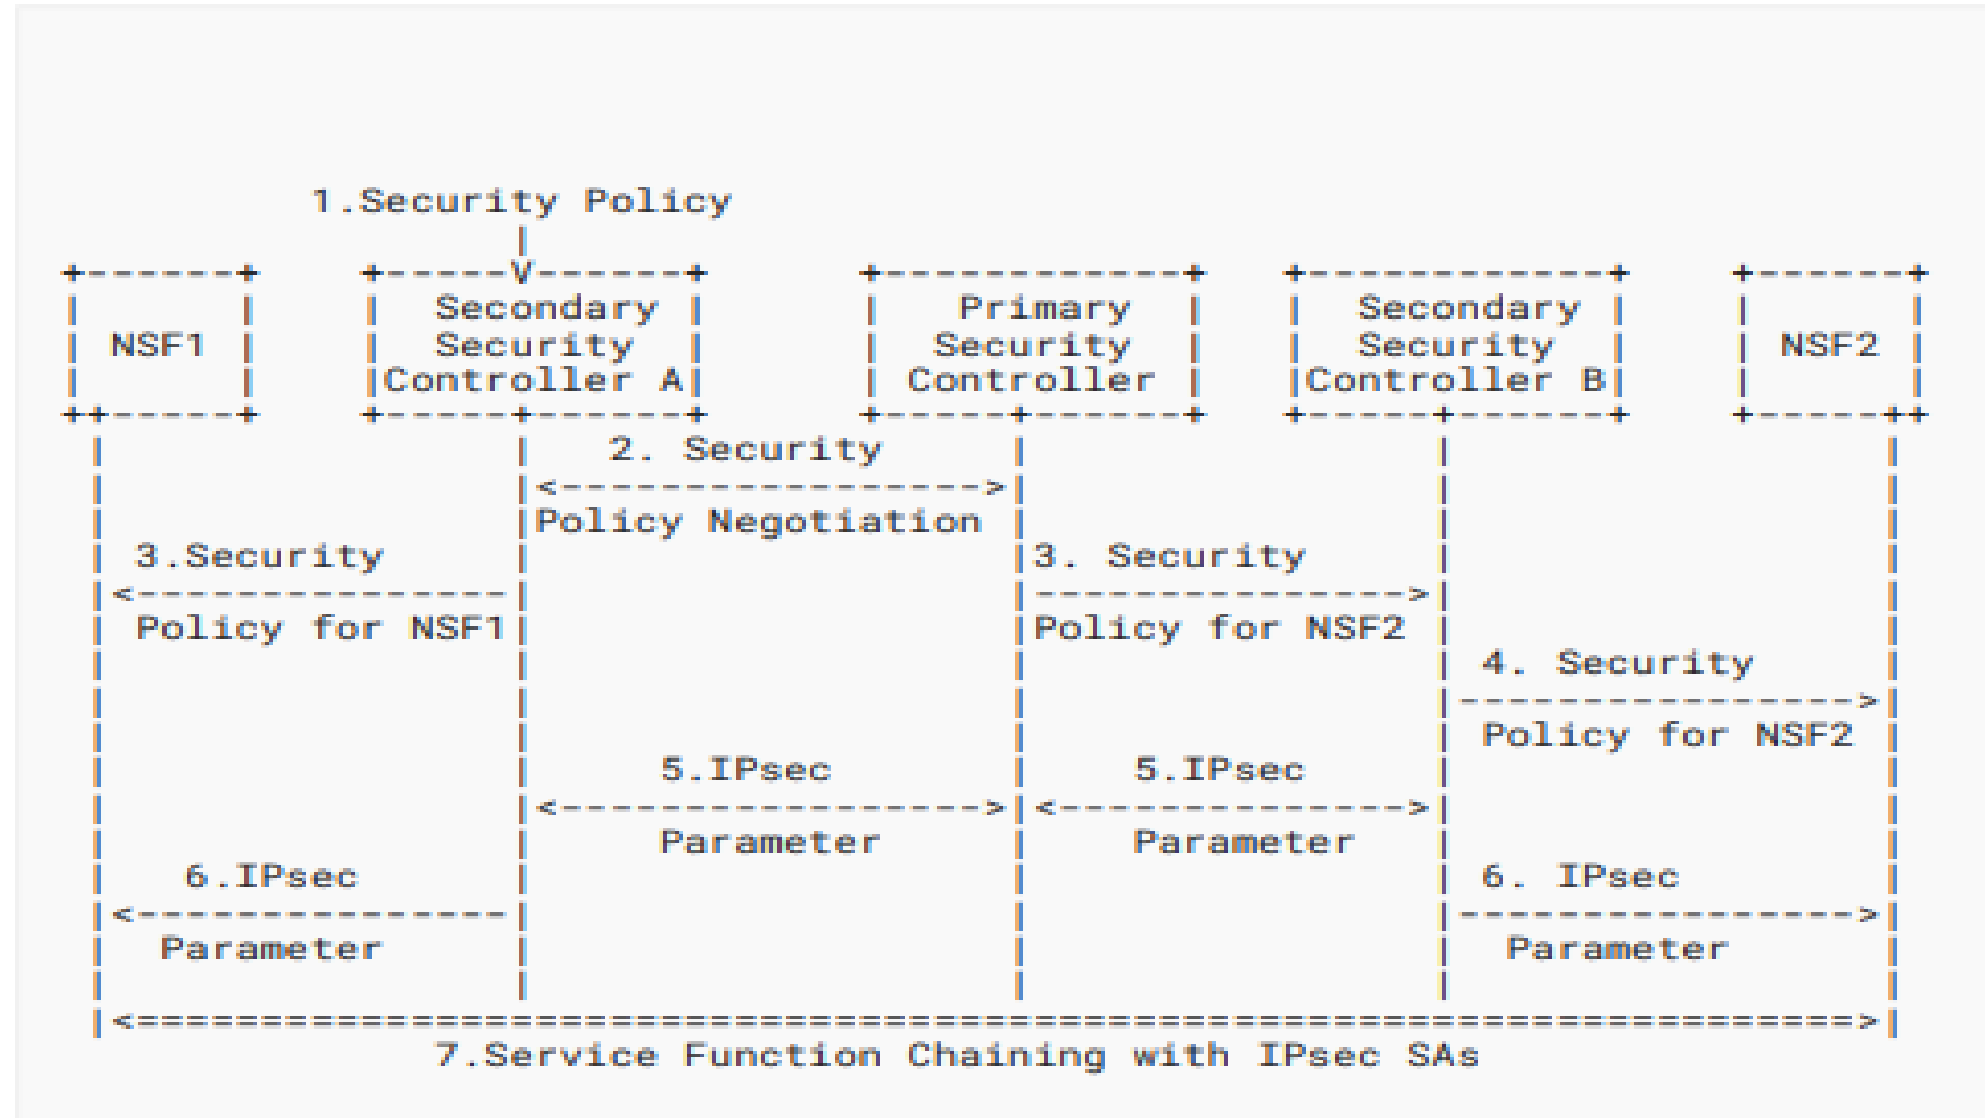 1.Security Policy
|
+------+ +-----V------+ +------------+ +------------+ +------+
| | | Secondary | | Primary | | Secondary | | |
| NSF1 | | Security | | Security | | Security | | NSF2 |
| | |Controller A| | Controller | |Controller B| | |
++-----+ +-----+------+ +-----+------+ +-----+------+ +-----++
| | 2. Security | | |
| |<----------------->| | |
| |Policy Negotiation | | |
| 3.Security | |3. Security | |
|<---------------| |--------------->| |
| Policy for NSF1| |Policy for NSF2 | |
| | | | 4. Security |
| | | |---------------->|
| | | | Policy for NSF2 |
| | 5.IPsec | 5.IPsec | |
| |<----------------->|<-------------->| |
| | Parameter | Parameter | |
| 6.IPsec | | | 6. IPsec |
|<---------------| | |---------------->|
| Parameter | | | Parameter |
| | | | |
|<=====================================================================>|
7.Service Function Chaining with IPsec SAs